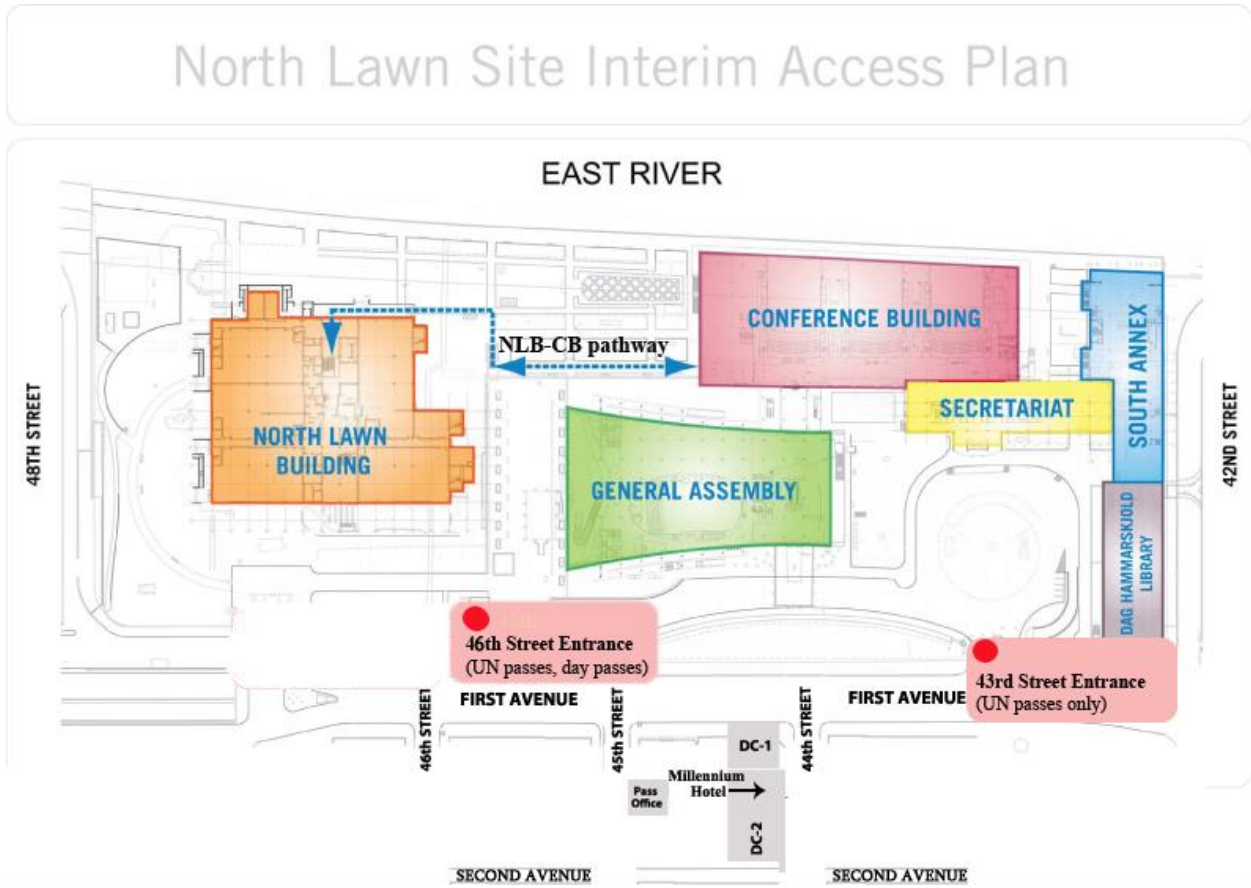 North Lawn Site Interim Access Plan
EAST RIVER
48TH STREET
NORTH LAWN
BUILDING
NLB-CB pathway
CONFERENCE BUILDING
SECRETARIAT
SOUTH ANNEX
42ND STREET
GENERAL ASSEMBLY
DAG HAMMARSKJOLD
LIBRARY
46th Street Entrance
(UN passes, day passes)
43rd Street Entrance
(UN passes only)
FIRST AVENUE
FIRST AVENUE
46th STREET
45th STREET
44th STREET
DC-1
Millennium
Hotel
Pass
Office
DC-2
SECOND AVENUE
SECOND AVENUE